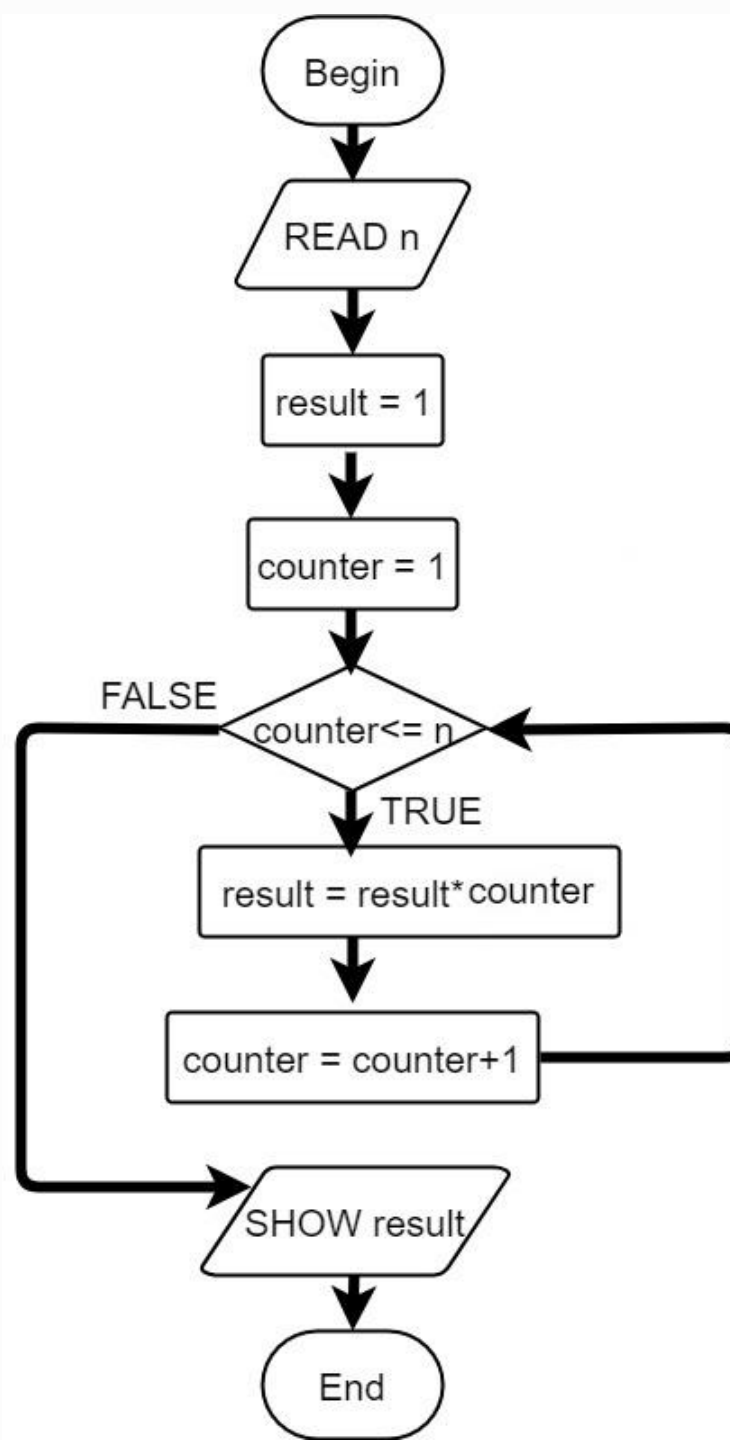 Begin
READ n
result = 1
counter = 1
FALSE
counter<= n
TRUE
result = result* counter
counter = counter+1
SHOW result
End